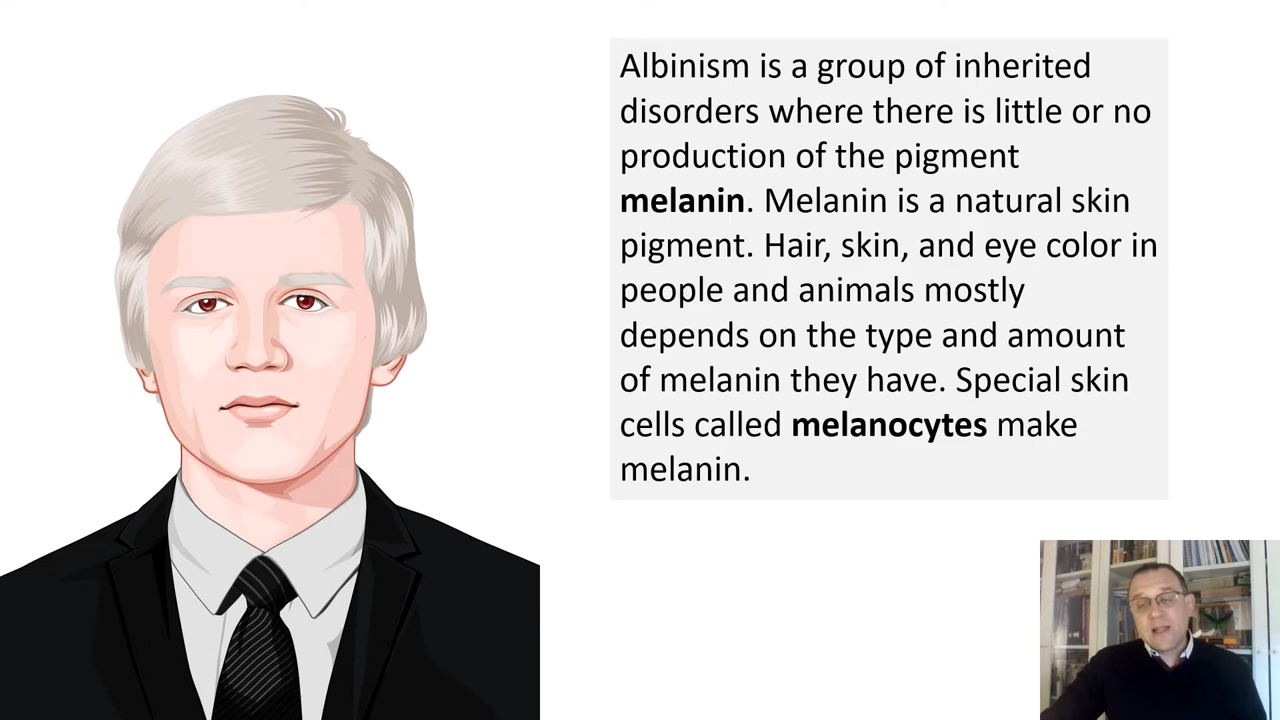 Albinism is a group of inherited
disorders where there is little or no
production of the pigment
melanin. Melanin is a natural skin
pigment. Hair, skin, and eye color in
people and animals mostly
depends on the type and amount
of melanin they have. Special skin
cells called melanocytes make
melanin.